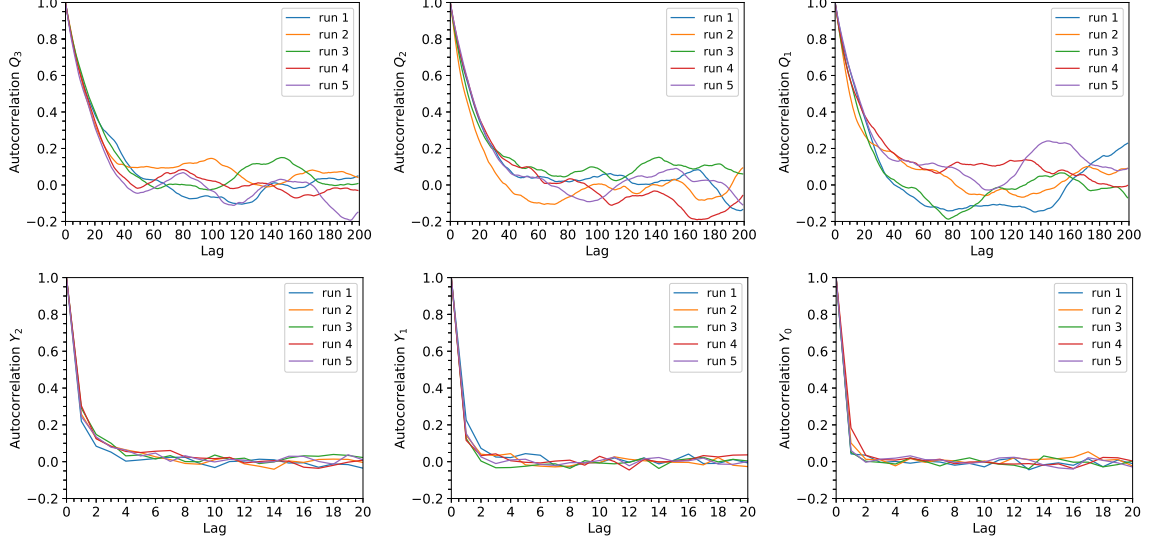 Autocorrelation Q₃
1.0
0.8
0.6
0.4
0.2
0.0
−0.2
0 20 40 60 80 100 120 140 160 180 200
Lag
run 1
run 2
run 3
run 4
run 5
Autocorrelation Q₂
1.0
0.8
0.6
0.4
0.2
0.0
−0.2
0 20 40 60 80 100 120 140 160 180 200
Lag
run 1
run 2
run 3
run 4
run 5
Autocorrelation Q₁
1.0
0.8
0.6
0.4
0.2
0.0
−0.2
0 20 40 60 80 100 120 140 160 180 200
Lag
run 1
run 2
run 3
run 4
run 5
Autocorrelation Y₂
1.0
0.8
0.6
0.4
0.2
0.0
−0.2
0 2 4 6 8 10 12 14 16 18 20
Lag
run 1
run 2
run 3
run 4
run 5
Autocorrelation Y₁
1.0
0.8
0.6
0.4
0.2
0.0
−0.2
0 2 4 6 8 10 12 14 16 18 20
Lag
run 1
run 2
run 3
run 4
run 5
Autocorrelation Y₀
1.0
0.8
0.6
0.4
0.2
0.0
−0.2
0 2 4 6 8 10 12 14 16 18 20
Lag
run 1
run 2
run 3
run 4
run 5